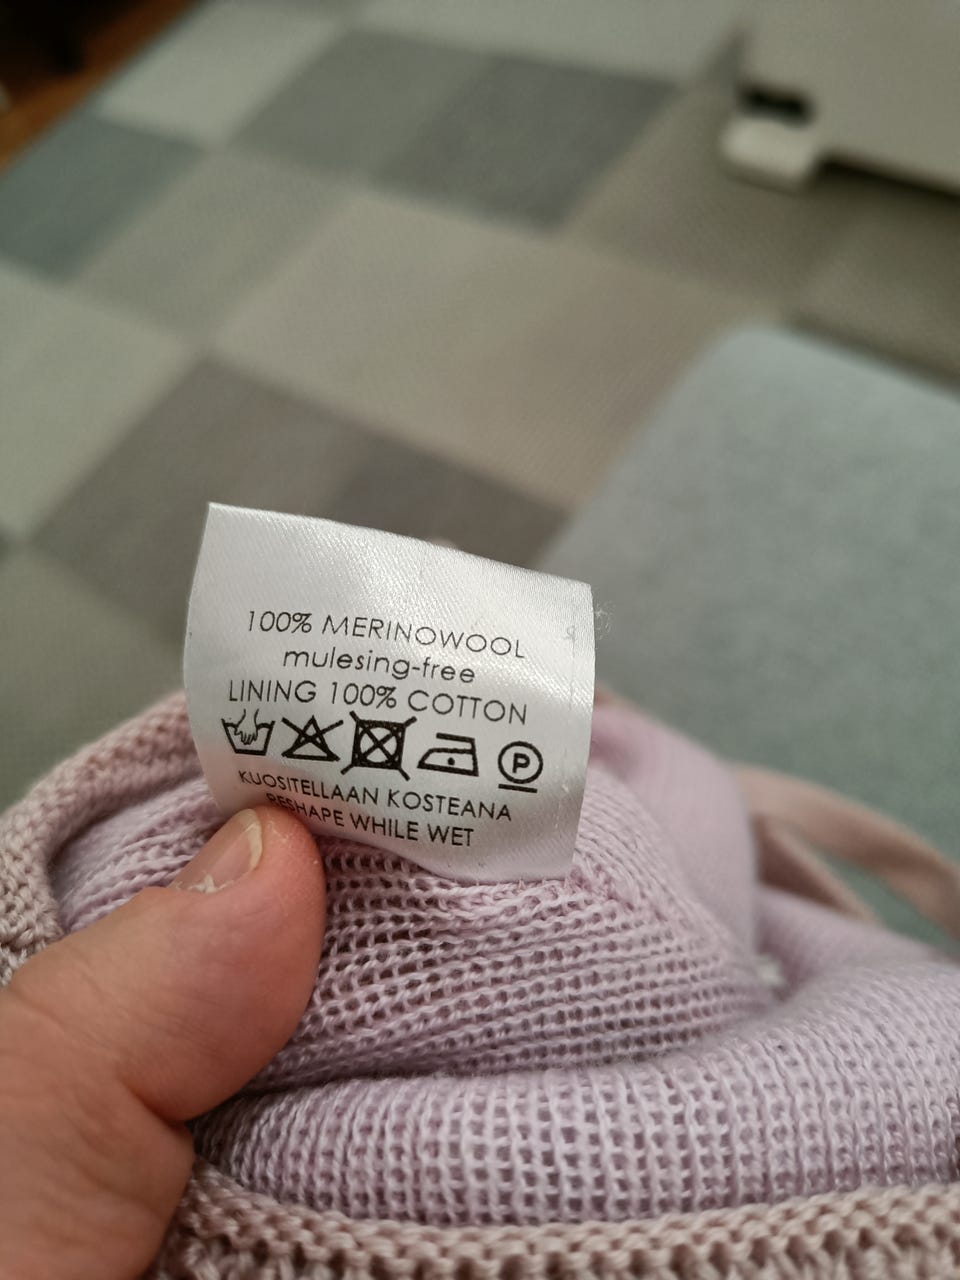 100% MERINOWOOL
mulesing-free
LINING 100% COTTON
P
KUOSITELLAAN KOSTEANA
RESHAPE WHILE WET